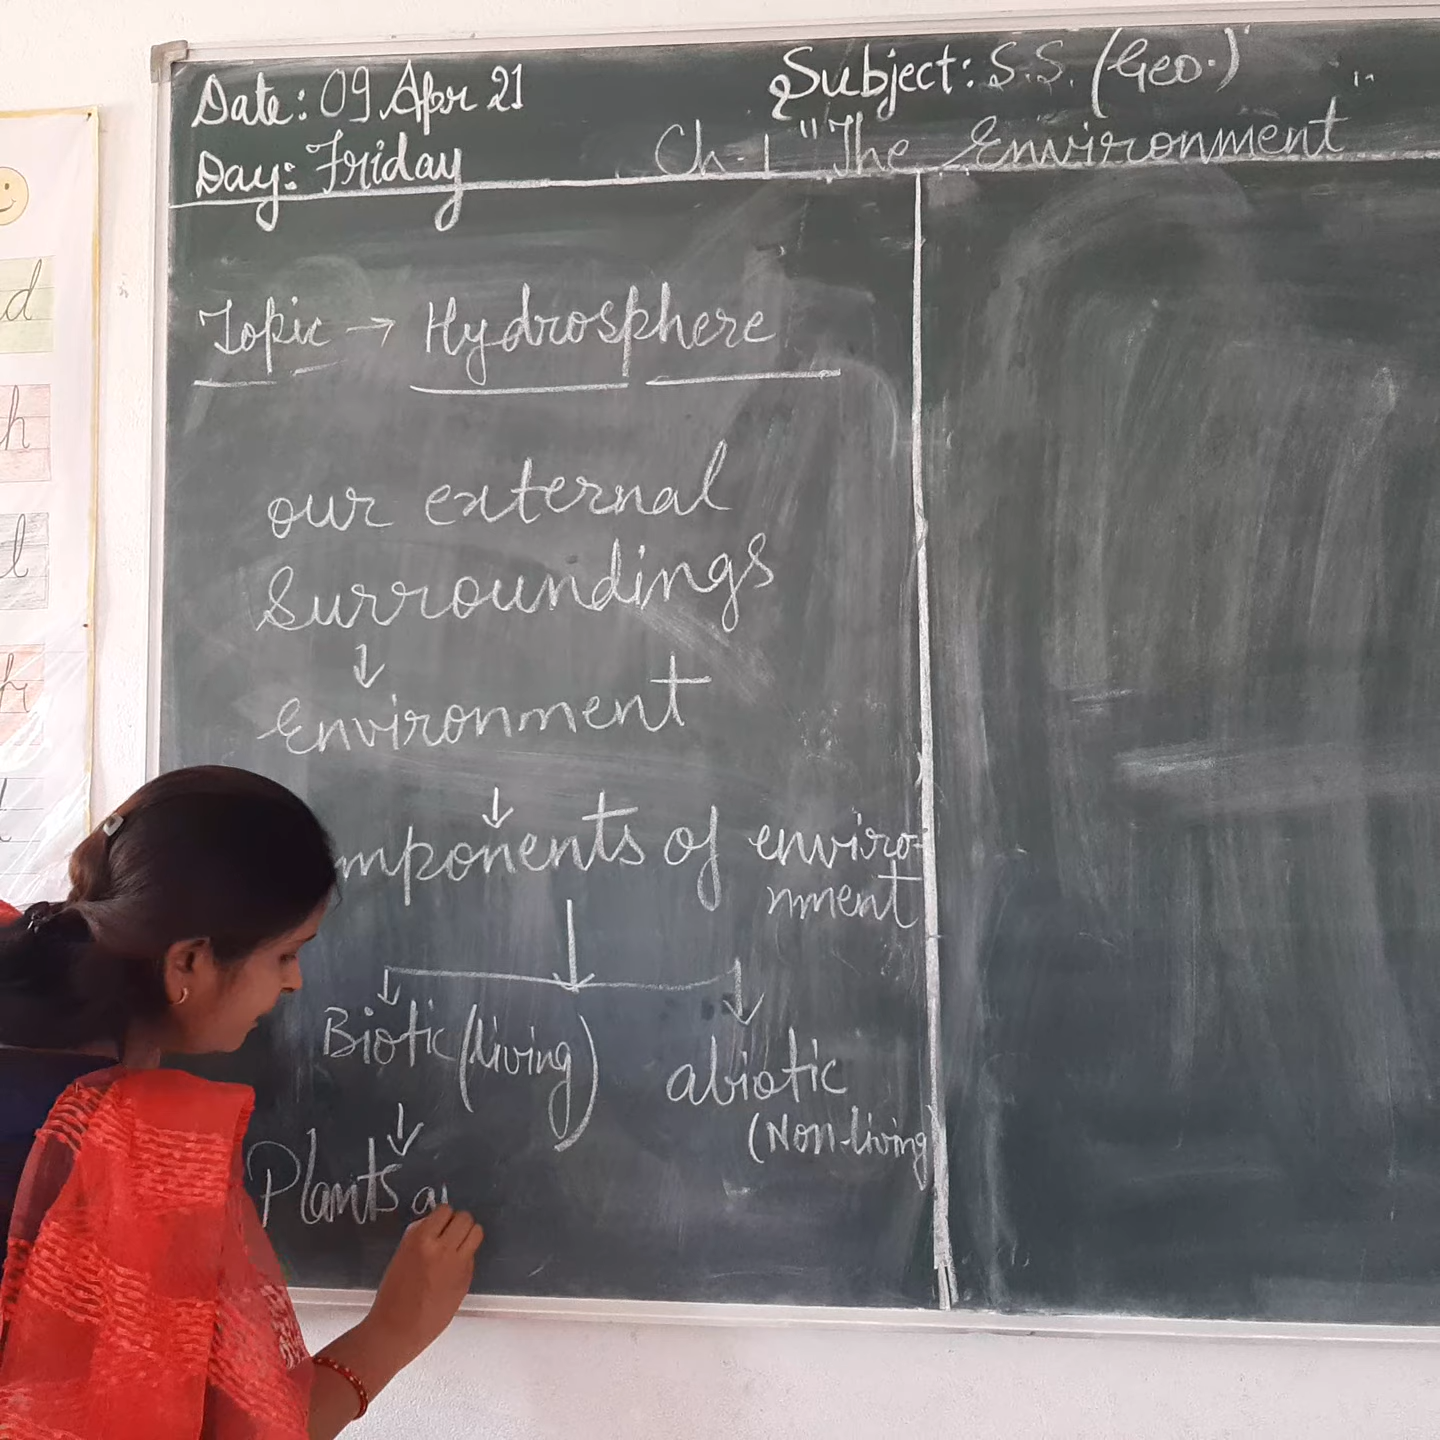 Date: 09 Apr 21
Subject: S.S. (Geo.)
Day: Friday
Ch-1 "The Environment"
Topic → Hydrosphere
our external
Surroundings
↓
Environment
↓
mponents of enviro-
nment
Biotic (living)
abiotic
(Non-living)
↓
Plants a
d
h
l